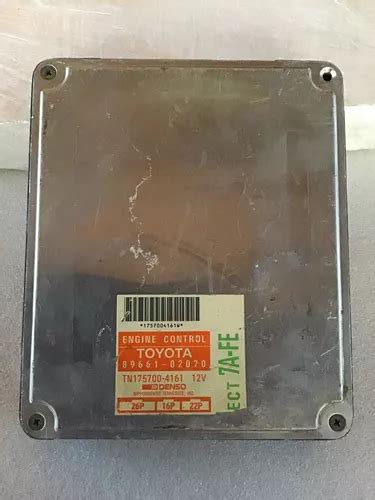 *1757004161W*
ENGINE CONTROL
TOYOTA
89661-02070
TN175700-4161 12V
DENSO
26P 16P 22P
ECT 7A-FE